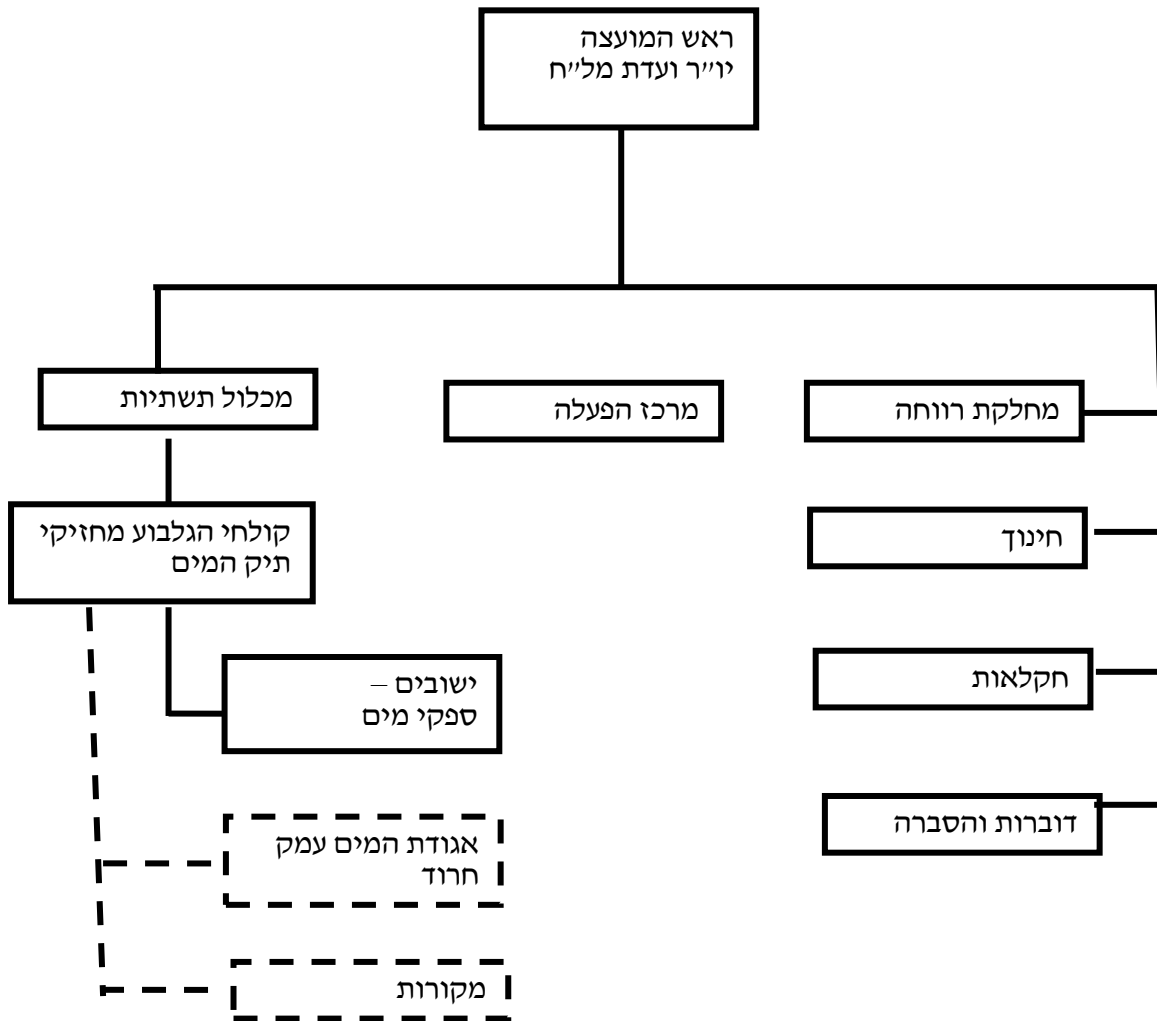 ראש המועצה
יו״ר ועדת מל״ח
מחלקת רווחה
מרכז הפעלה
מכלול תשתיות
חינוך
קולחי הגלבוע מחזיקי
תיק המים
חקלאות
ישובים –
ספקי מים
דוברות והסברה
אגודת המים עמק
חרוד
מקורות